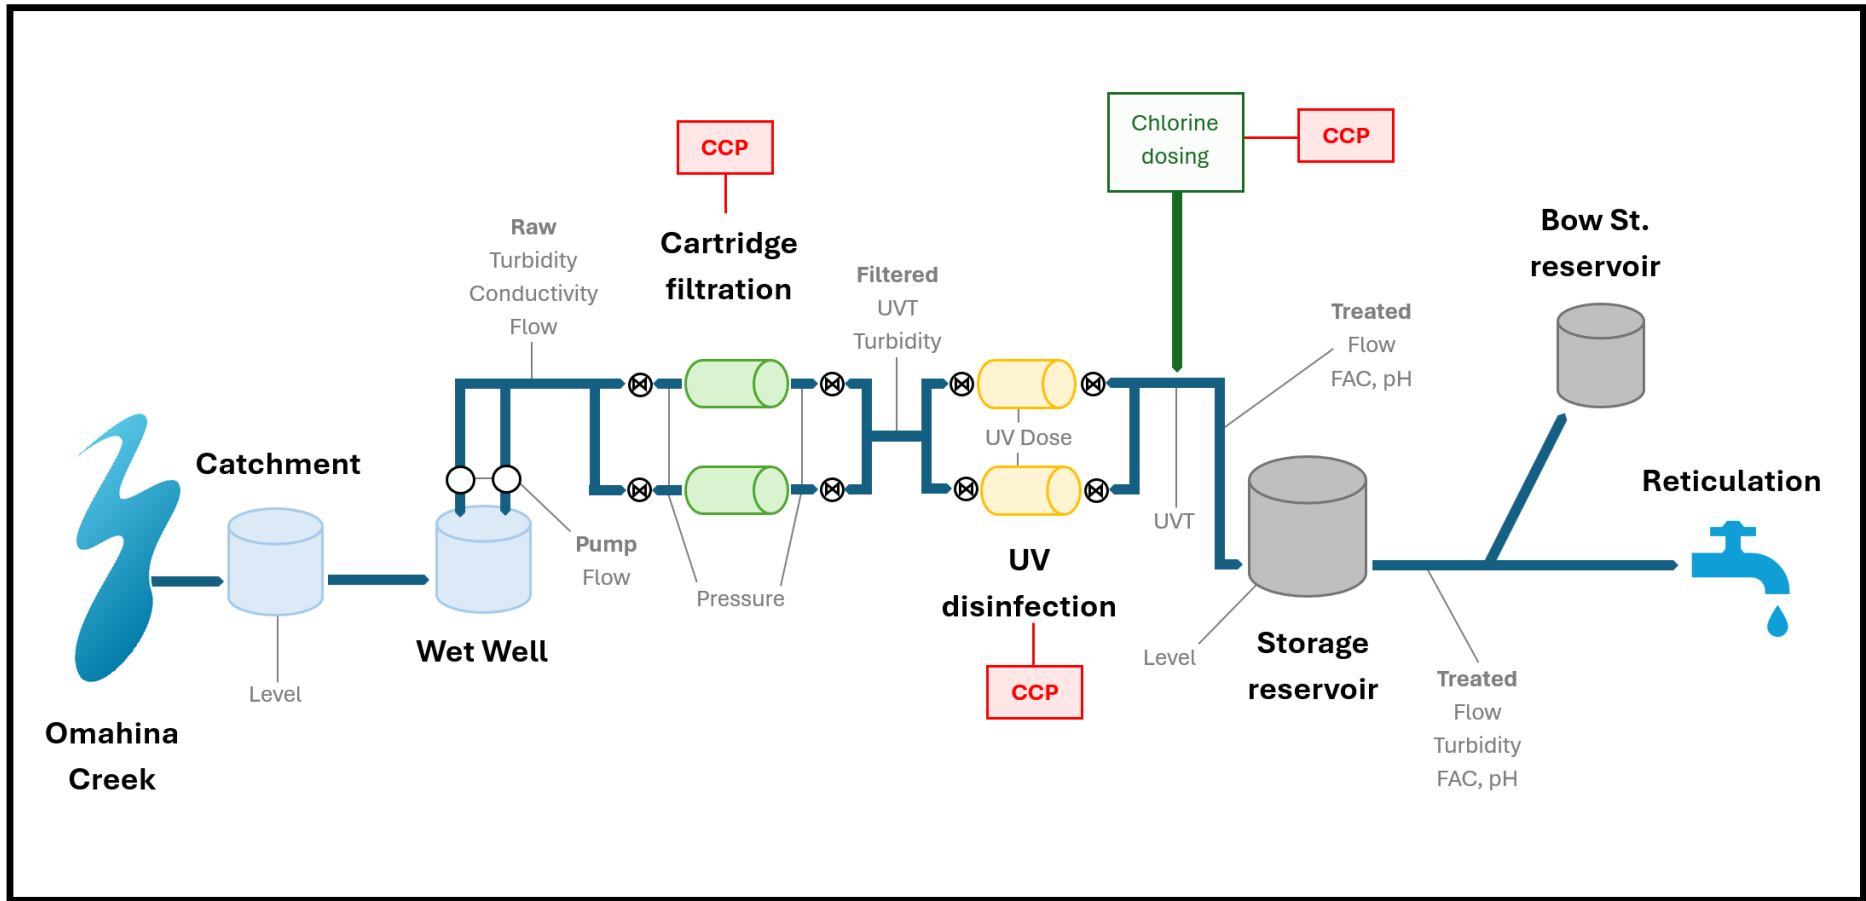 Omahina
Creek
Catchment
Level
Wet Well
Raw
Turbidity
Conductivity
Flow
Pump
Flow
CCP
Cartridge
filtration
Pressure
Filtered
UVT
Turbidity
UV Dose
UV
disinfection
CCP
Chlorine
dosing
CCP
UVT
Treated
Flow
FAC, pH
Level
Storage
reservoir
Bow St.
reservoir
Treated
Flow
Turbidity
FAC, pH
Reticulation